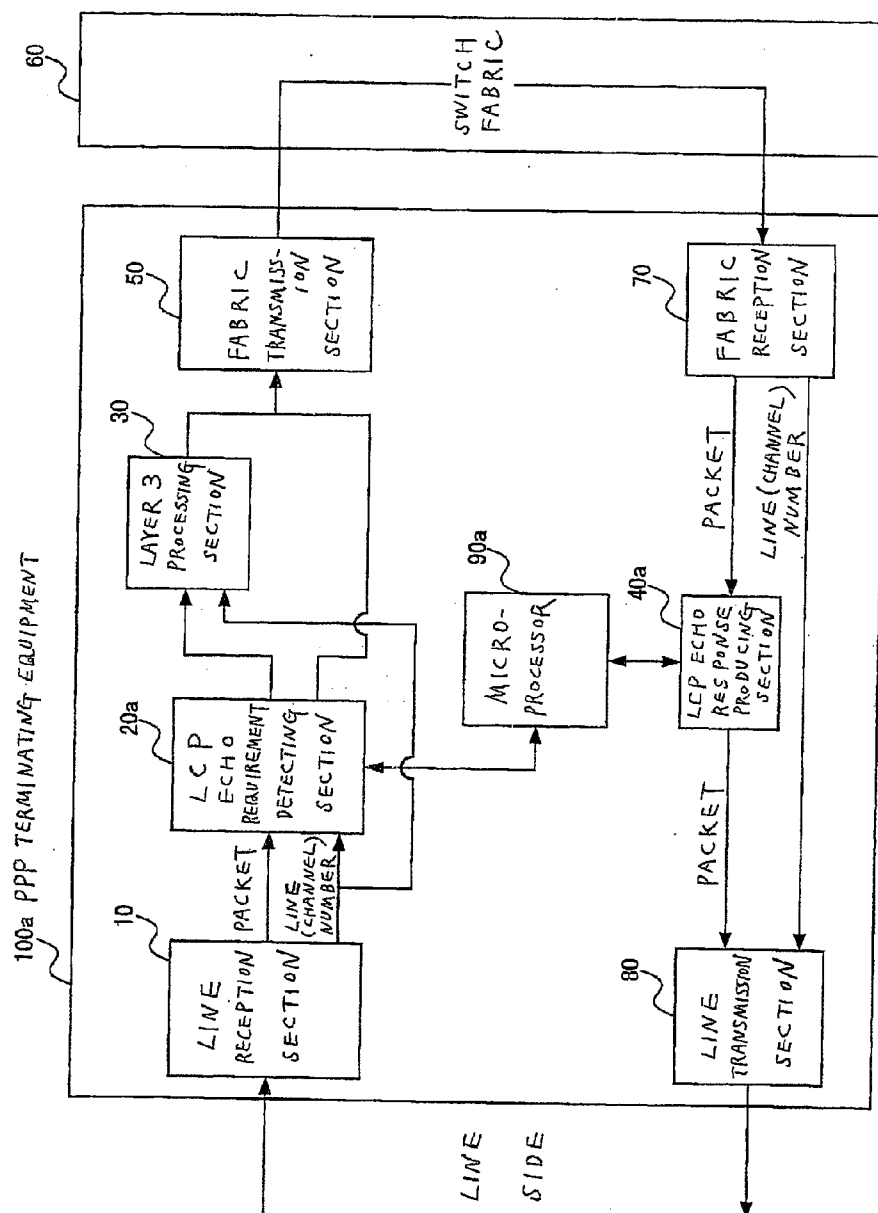 100a PPP TERMINATING EQUIPMENT
60
SWITCH
FABRIC
50
FABRIC
TRANSMISS-
ION
SECTION
30
LAYER 3
PROCESSING
SECTION
20a
LCP
ECHO
REQUIREMENT
DETECTING
SECTION
10
LINE
RECEPTION
SECTION
PACKET
LINE
(CHANNEL)
NUMBER
90a
MICRO-
PROCESSOR
70
FABRIC
RECEPTION
SECTION
PACKET
LINE(CHANNEL)
NUMBER
40a
LCP ECHO
RESPONSE
PRODUCING
SECTION
PACKET
80
LINE
TRANSMISSION
SECTION
LINE
SIDE